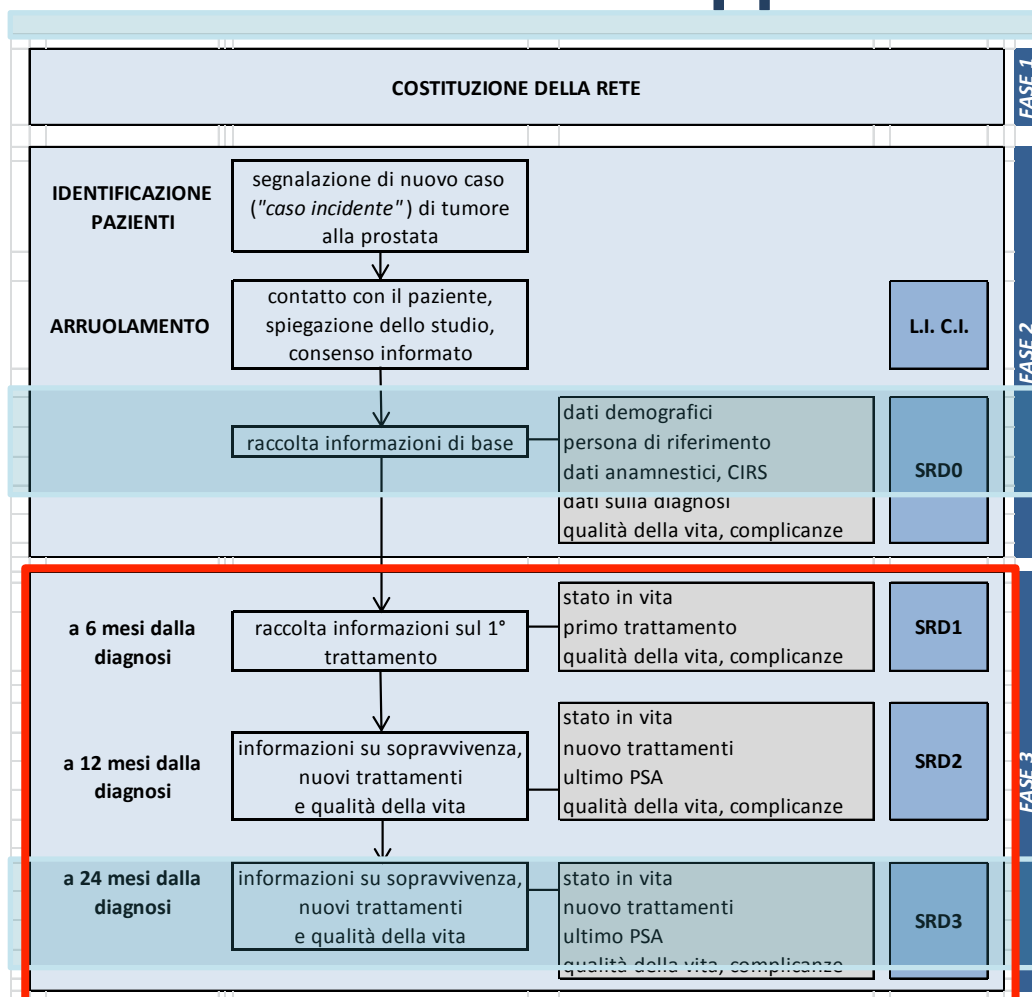 COSTITUZIONE DELLA RETE
FASE 1
IDENTIFICAZIONE
PAZIENTI
segnalazione di nuovo caso
("caso incidente") di tumore
alla prostata
ARRUOLAMENTO
contatto con il paziente,
spiegazione dello studio,
consenso informato
L.I. C.I.
FASE 2
raccolta informazioni di base
dati demografici
persona di riferimento
dati anamnestici, CIRS
dati sulla diagnosi
qualità della vita, complicanze
SRD0
a 6 mesi dalla
diagnosi
raccolta informazioni sul 1°
trattamento
stato in vita
primo trattamento
qualità della vita, complicanze
SRD1
a 12 mesi dalla
diagnosi
informazioni su sopravvivenza,
nuovi trattamenti
e qualità della vita
stato in vita
nuovo trattamenti
ultimo PSA
qualità della vita, complicanze
SRD2
FASE 3
a 24 mesi dalla
diagnosi
informazioni su sopravvivenza,
nuovi trattamenti
e qualità della vita
stato in vita
nuovo trattamenti
ultimo PSA
qualità della vita, complicanze
SRD3